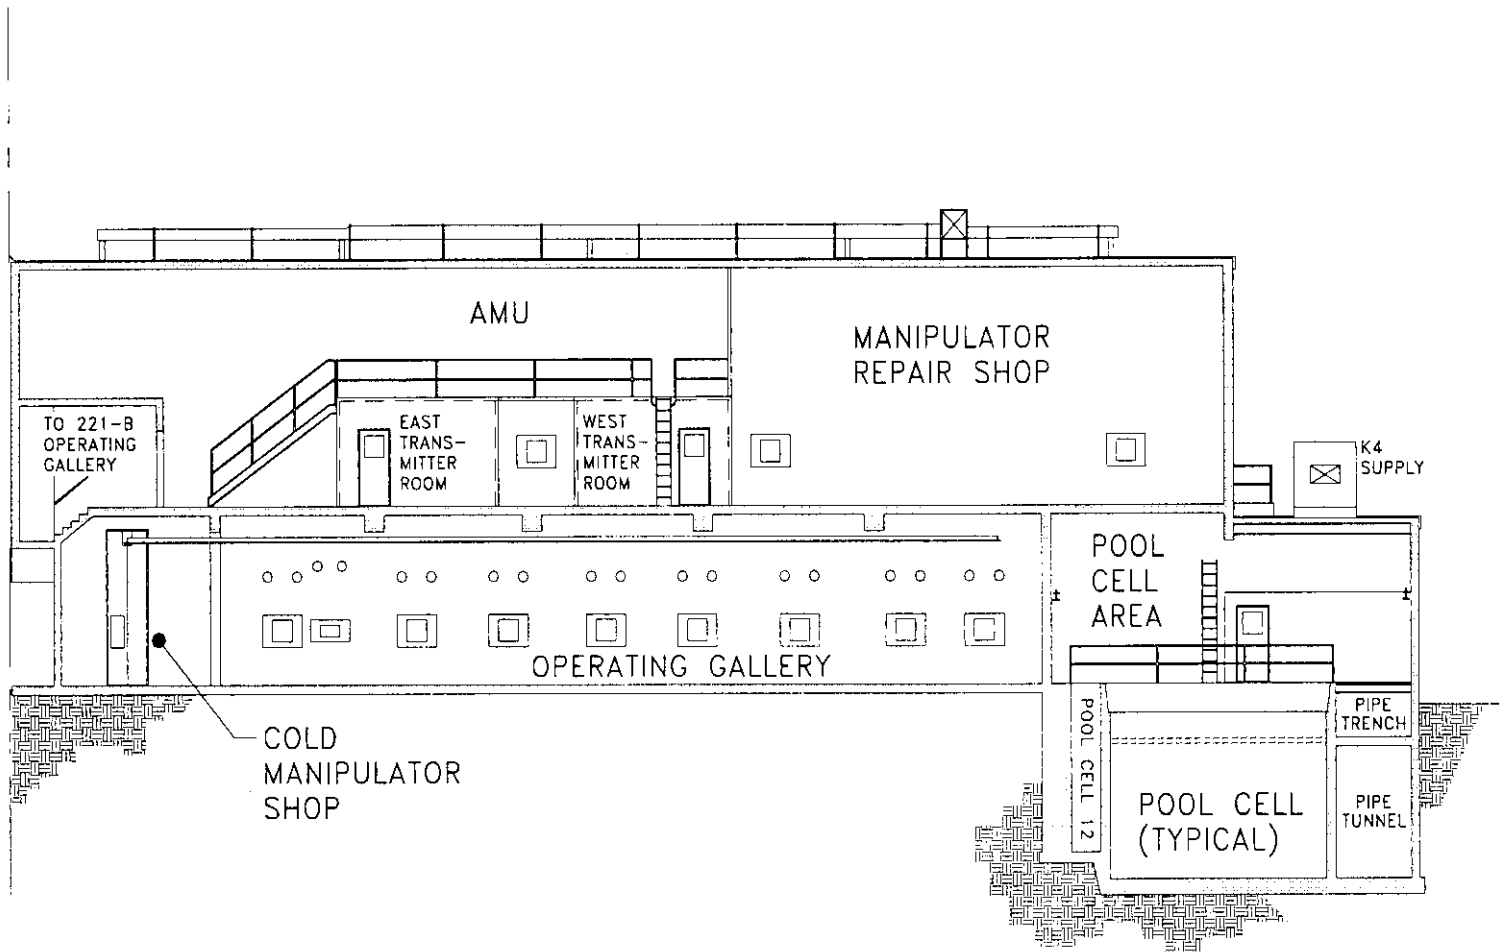 AMU
MANIPULATOR
REPAIR SHOP
TO 221-B
OPERATING
GALLERY
EAST
TRANS-
MITTER
ROOM
WEST
TRANS-
MITTER
ROOM
K4
SUPPLY
POOL
CELL
AREA
OPERATING GALLERY
COLD
MANIPULATOR
SHOP
POOL CELL 12
POOL CELL
(TYPICAL)
PIPE
TRENCH
PIPE
TUNNEL